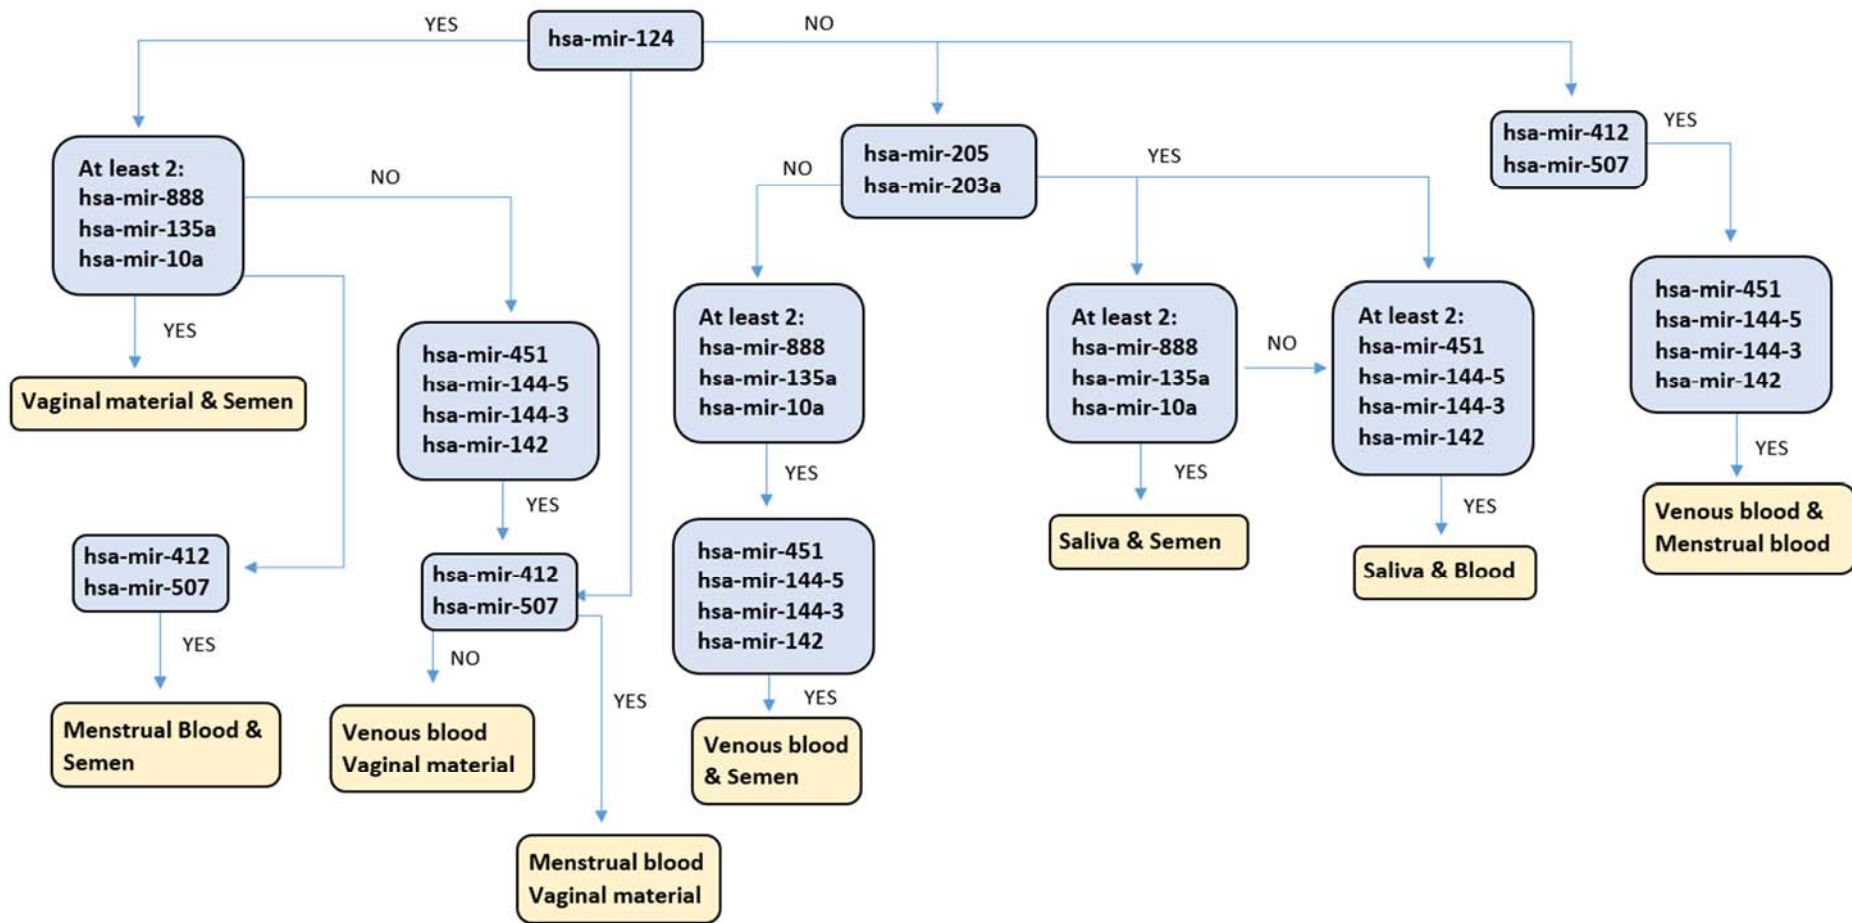 YES
hsa-mir-124
NO
At least 2:
hsa-mir-888
hsa-mir-135a
hsa-mir-10a
NO
YES
Vaginal material & Semen
hsa-mir-451
hsa-mir-144-5
hsa-mir-144-3
hsa-mir-142
YES
hsa-mir-412
hsa-mir-507
YES
Menstrual Blood &
Semen
hsa-mir-412
hsa-mir-507
NO
YES
Venous blood
Vaginal material
Menstrual blood
Vaginal material
hsa-mir-205
hsa-mir-203a
NO
YES
At least 2:
hsa-mir-888
hsa-mir-135a
hsa-mir-10a
YES
hsa-mir-451
hsa-mir-144-5
hsa-mir-144-3
hsa-mir-142
YES
Venous blood
& Semen
At least 2:
hsa-mir-888
hsa-mir-135a
hsa-mir-10a
NO
YES
Saliva & Semen
At least 2:
hsa-mir-451
hsa-mir-144-5
hsa-mir-144-3
hsa-mir-142
YES
Saliva & Blood
hsa-mir-412
hsa-mir-507
YES
hsa-mir-451
hsa-mir-144-5
hsa-mir-144-3
hsa-mir-142
YES
Venous blood &
Menstrual blood